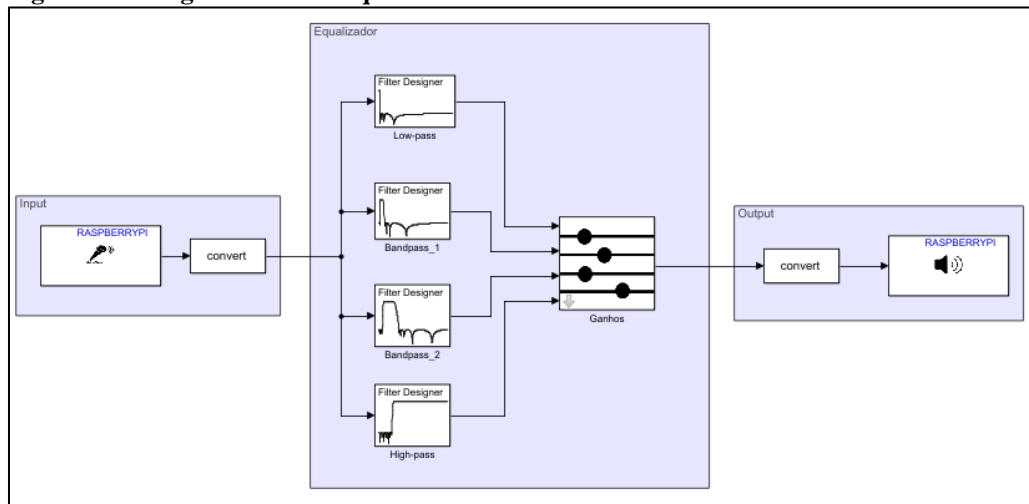 Equalizador
Filter Designer
Low-pass
Filter Designer
Bandpass_1
Filter Designer
Bandpass_2
Filter Designer
High-pass
Input
RASPBERRYPI
convert
Ganhos
Output
convert
RASPBERRYPI